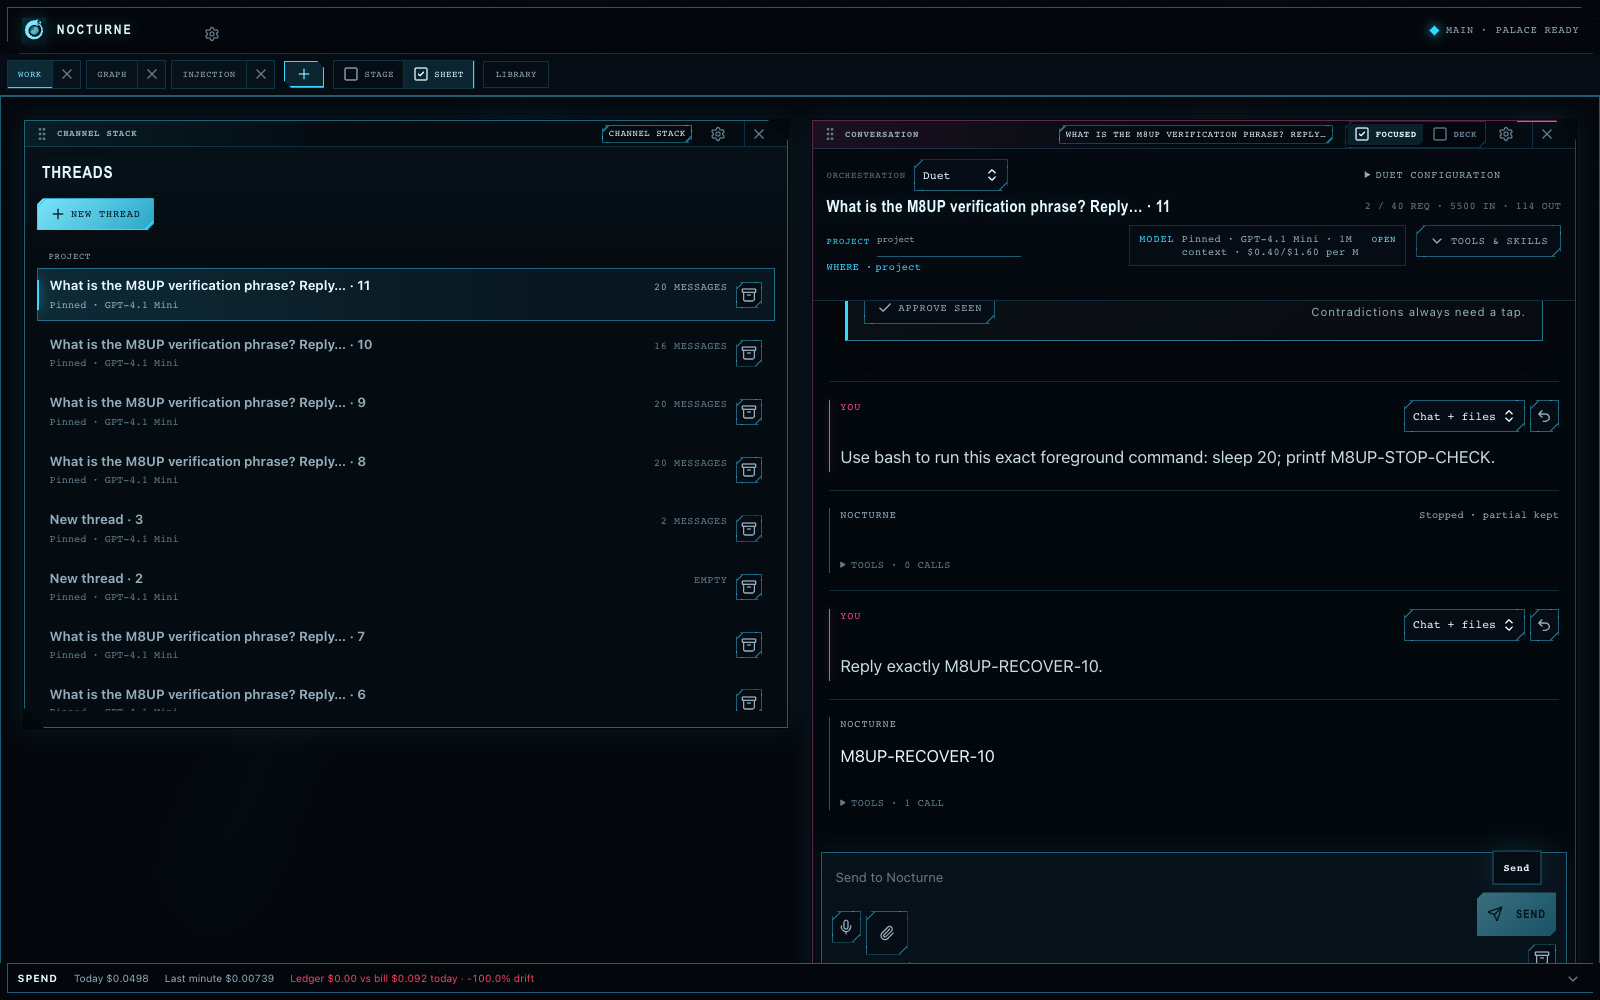 NOCTURNE
MAIN · PALACE READY
WORK
GRAPH
INJECTION
STAGE
SHEET
LIBRARY
CHANNEL STACK
CHANNEL STACK
THREADS
NEW THREAD
PROJECT
What is the M8UP verification phrase? Reply... · 11
20 MESSAGES
Pinned · GPT-4.1 Mini
What is the M8UP verification phrase? Reply... · 10
16 MESSAGES
Pinned · GPT-4.1 Mini
What is the M8UP verification phrase? Reply... · 9
20 MESSAGES
Pinned · GPT-4.1 Mini
What is the M8UP verification phrase? Reply... · 8
20 MESSAGES
Pinned · GPT-4.1 Mini
New thread · 3
2 MESSAGES
Pinned · GPT-4.1 Mini
New thread · 2
EMPTY
Pinned · GPT-4.1 Mini
What is the M8UP verification phrase? Reply... · 7
Pinned · GPT-4.1 Mini
What is the M8UP verification phrase? Reply... · 6
CONVERSATION
WHAT IS THE M8UP VERIFICATION PHRASE? REPLY…
FOCUSED
DECK
ORCHESTRATION
Duet
DUET CONFIGURATION
What is the M8UP verification phrase? Reply... · 11
2 / 40 REQ · 5500 IN · 114 OUT
PROJECT project
WHERE · project
MODEL Pinned · GPT-4.1 Mini · 1M
context · $0.40/$1.60 per M
OPEN
TOOLS & SKILLS
APPROVE SEEN
Contradictions always need a tap.
YOU
Chat + files
Use bash to run this exact foreground command: sleep 20; printf M8UP-STOP-CHECK.
NOCTURNE
Stopped · partial kept
TOOLS · 0 CALLS
YOU
Chat + files
Reply exactly M8UP-RECOVER-10.
NOCTURNE
M8UP-RECOVER-10
TOOLS · 1 CALL
Send to Nocturne
Send
SEND
SPEND
Today $0.0498
Last minute $0.00739
Ledger $0.00 vs bill $0.092 today · -100.0% drift